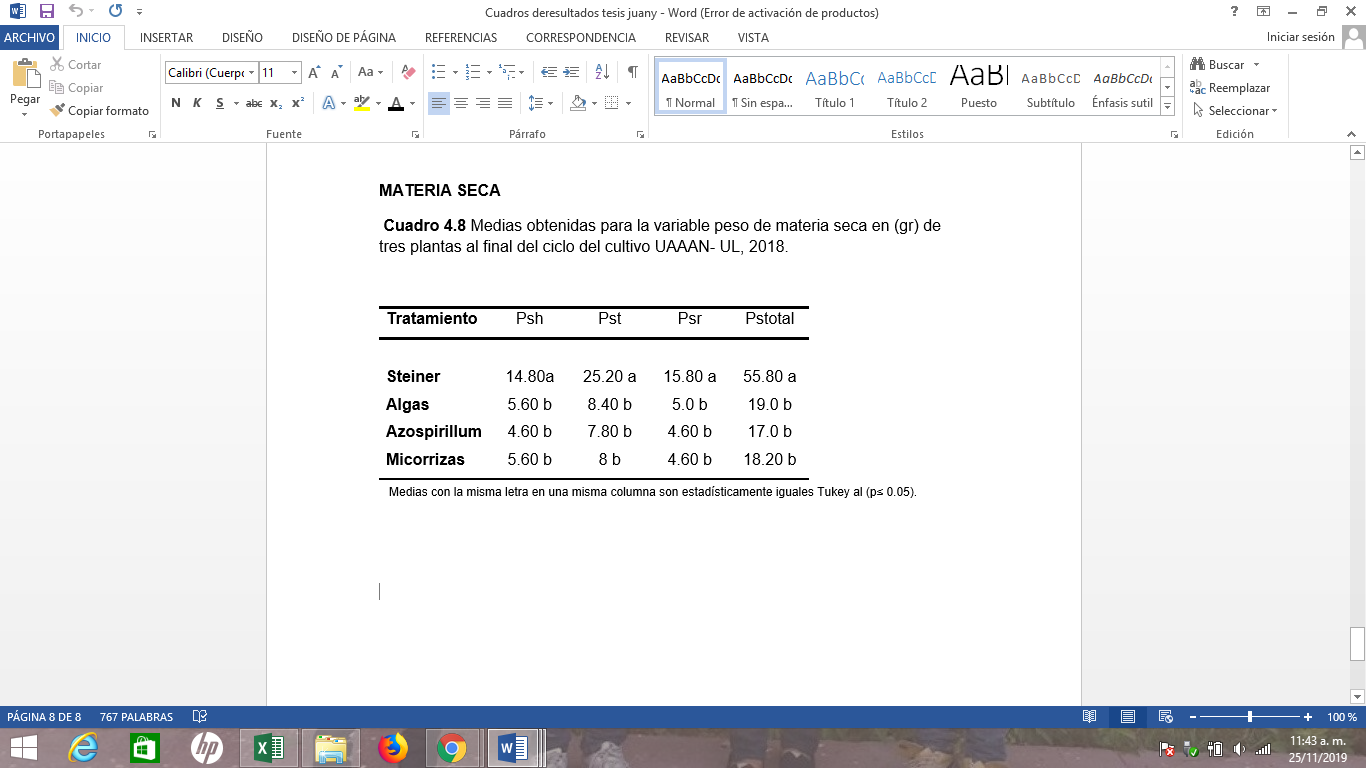 Cuadros deresultados tesis juany - Word (Error de activación de productos)
ARCHIVO INICIO INSERTAR DISEÑO DISEÑO DE PÁGINA REFERENCIAS CORRESPONDENCIA REVISAR VISTA Iniciar sesión
Pegar
Cortar
Copiar
Copiar formato
Portapapeles
Calibri (Cuerpo 11
N K S abc x₂ x²
Fuente
Párrafo
AaBbCcDc AaBbCcDc AaBbCc AaBbCcD AaB AaBbCcD AaBbCcDc
¶ Normal ¶ Sin espa... Título 1 Título 2 Puesto Subtítulo Énfasis sutil
Estilos
Buscar
Reemplazar
Seleccionar
Edición
MATERIA SECA
Cuadro 4.8 Medias obtenidas para la variable peso de materia seca en (gr) de
tres plantas al final del ciclo del cultivo UAAAN- UL, 2018.
Tratamiento Psh Pst Psr Pstotal
Steiner 14.80a 25.20 a 15.80 a 55.80 a
Algas 5.60 b 8.40 b 5.0 b 19.0 b
Azospirillum 4.60 b 7.80 b 4.60 b 17.0 b
Micorrizas 5.60 b 8 b 4.60 b 18.20 b
Medias con la misma letra en una misma columna son estadísticamente iguales Tukey al (p≤ 0.05).
PÁGINA 8 DE 8 767 PALABRAS 100 %
11:43 a. m.
25/11/2019